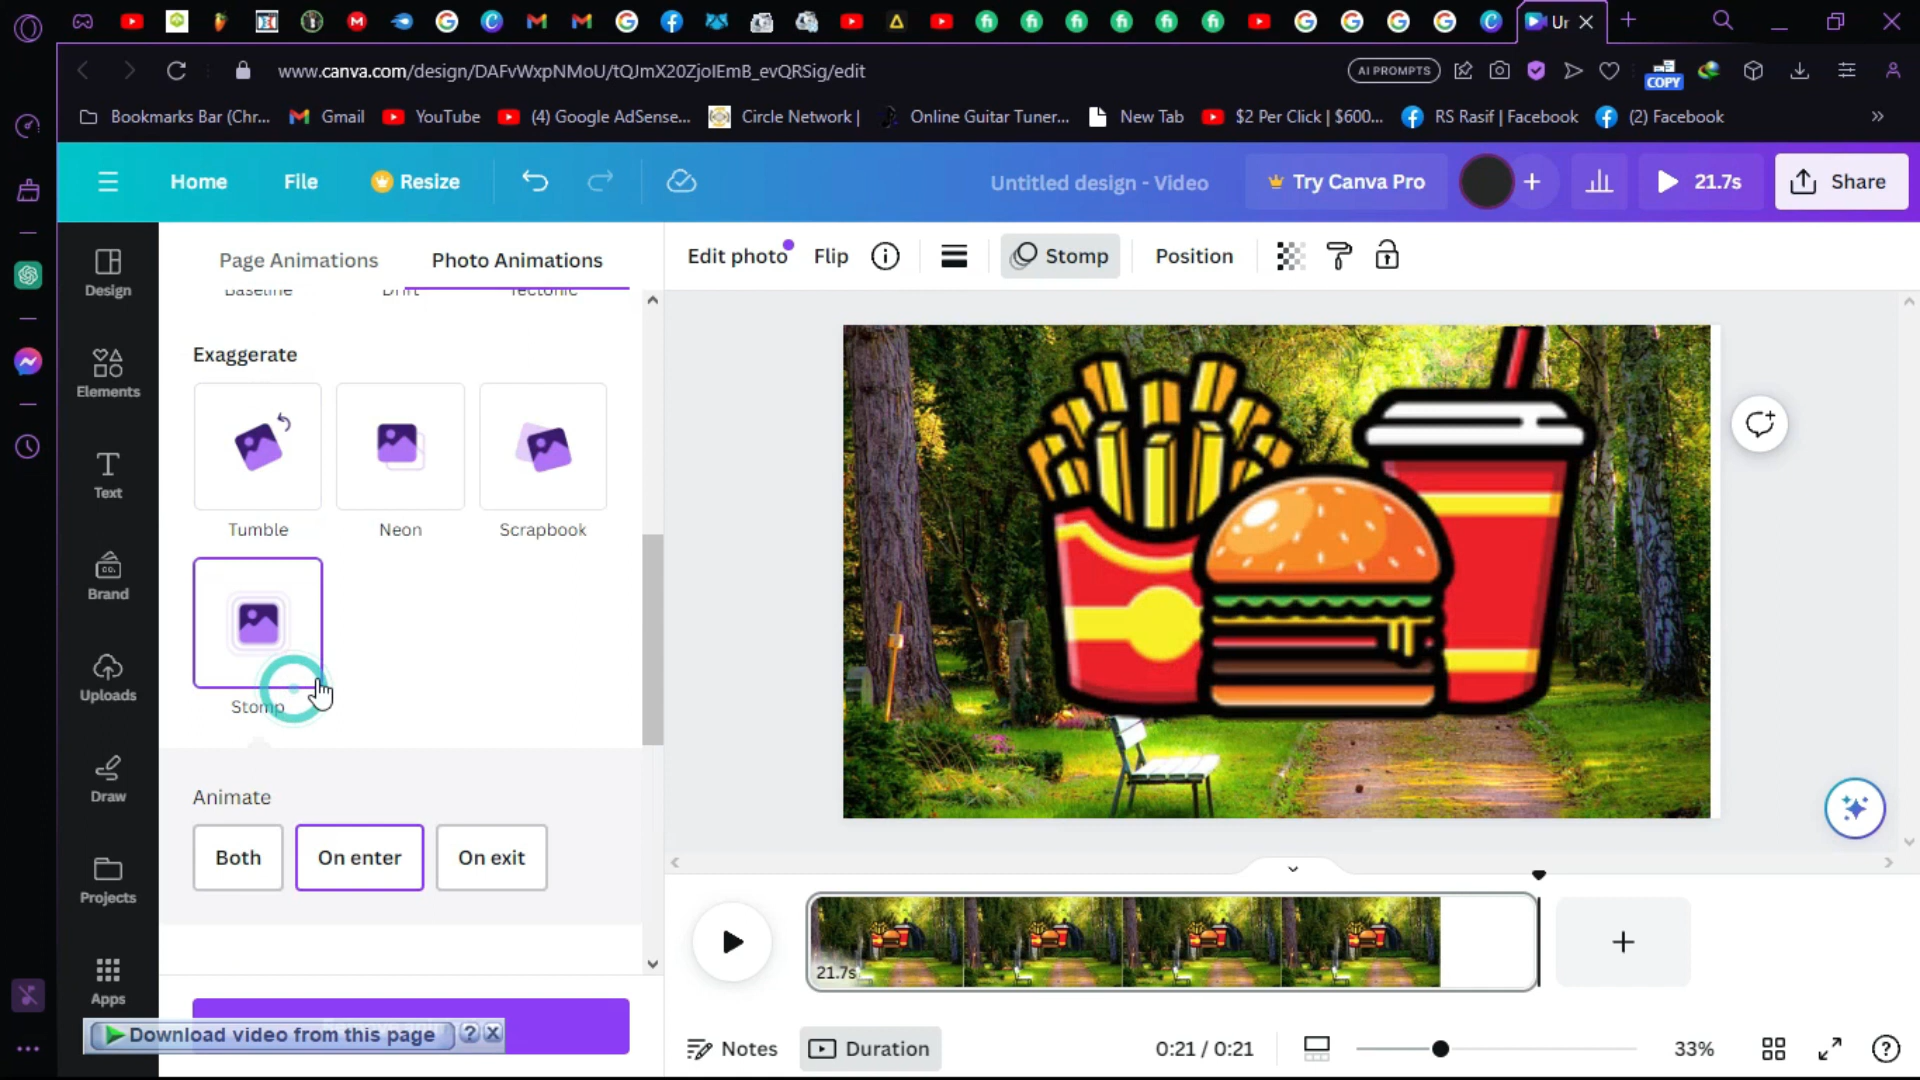 Ur
www.canva.com/design/DAFvWxpNMoU/tQJmX20ZjoIEmB_evQRSig/edit
AI PROMPTS
COPY
Bookmarks Bar (Chr...
Gmail
YouTube
(4) Google AdSense...
Circle Network |
Online Guitar Tuner...
New Tab
$2 Per Click | $600...
RS Rasif | Facebook
(2) Facebook
Home
File
Resize
Untitled design - Video
Try Canva Pro
21.7s
Share
Design
Elements
Text
Brand
Uploads
Draw
Projects
Apps
Page Animations
Photo Animations
Baseline
Drift
Tectonic
Exaggerate
Tumble
Neon
Scrapbook
Stomp
Animate
Both
On enter
On exit
Download video from this page
Edit photo
Flip
Stomp
Position
21.7s
Notes
Duration
0:21 / 0:21
33%